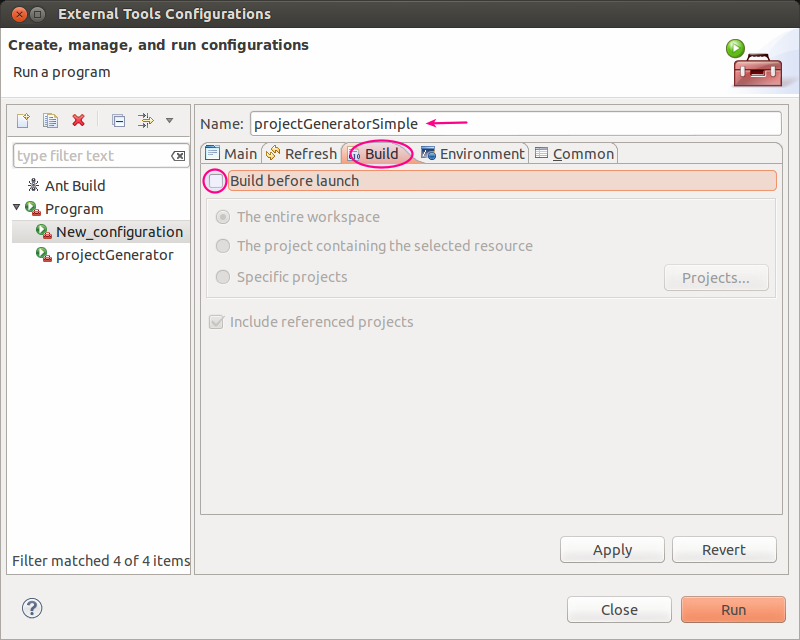 External Tools Configurations
Create, manage, and run configurations
Run a program
type filter text
Ant Build
Program
New_configuration
projectGenerator
Filter matched 4 of 4 items
Name: projectGeneratorSimple
Main Refresh Build Environment Common
Build before launch
The entire workspace
The project containing the selected resource
Specific projects
Projects...
Include referenced projects
Apply Revert
? Close Run